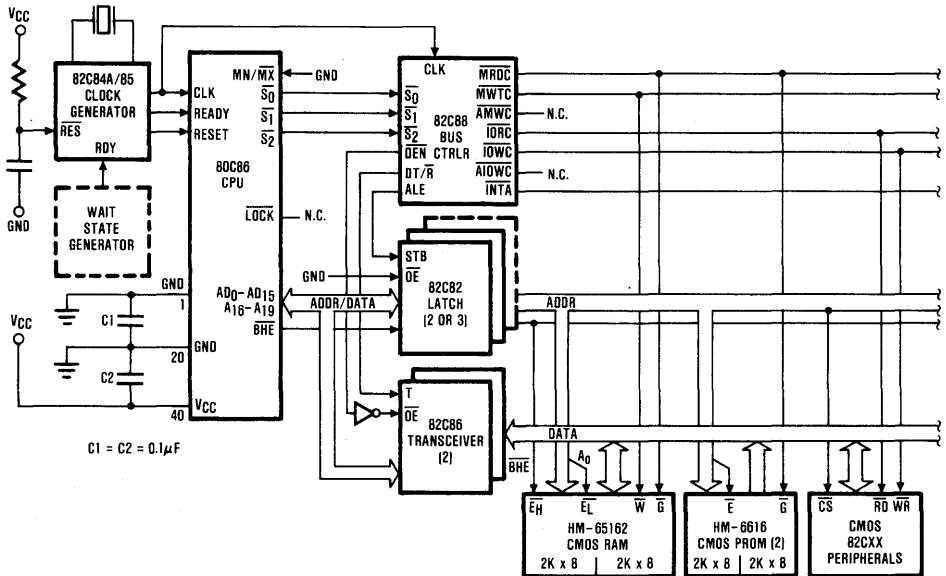 VCC
82C84A/85
CLOCK
GENERATOR
RES
RDY
GND
WAIT
STATE
GENERATOR
MN/MX
GND
CLK
S0
READY
S1
RESET
S2
80C86
CPU
LOCK
N.C.
GND
1
AD0-AD15
A16-A19
ADDR/DATA
BHE
VCC
C1
20
GND
C2
40
VCC
C1 = C2 = 0.1µF
CLK
MRDC
S0
MWTC
S1
82C88
AMWC
N.C.
S2
BUS
IORC
DEN
CTRLR
IOWC
DT/R
AIOWC
N.C.
ALE
INTA
STB
GND
OE
82C82
LATCH
(2 OR 3)
ADDR
T
OE
82C86
TRANSCEIVER
(2)
DATA
BHE
A0
EH
EL
W
G
HM-65162
CMOS RAM
2K x 8
2K x 8
E
G
HM-6616
CMOS PROM (2)
2K x 8
2K x 8
CS
RD
WR
CMOS
82CXX
PERIPHERALS